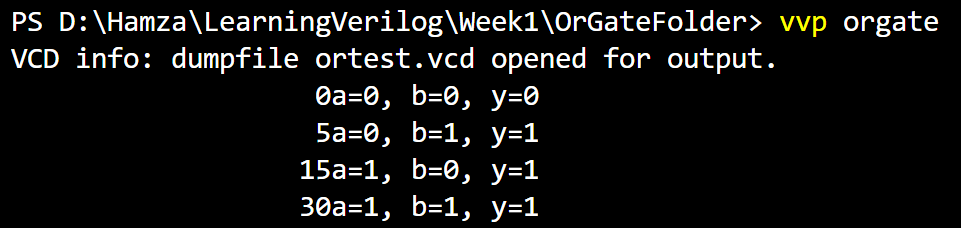 PS D:\Hamza\LearningVerilog\Week1\OrGateFolder> vvp orgate
VCD info: dumpfile ortest.vcd opened for output.
                   0a=0, b=0, y=0
                   5a=0, b=1, y=1
                  15a=1, b=0, y=1
                  30a=1, b=1, y=1